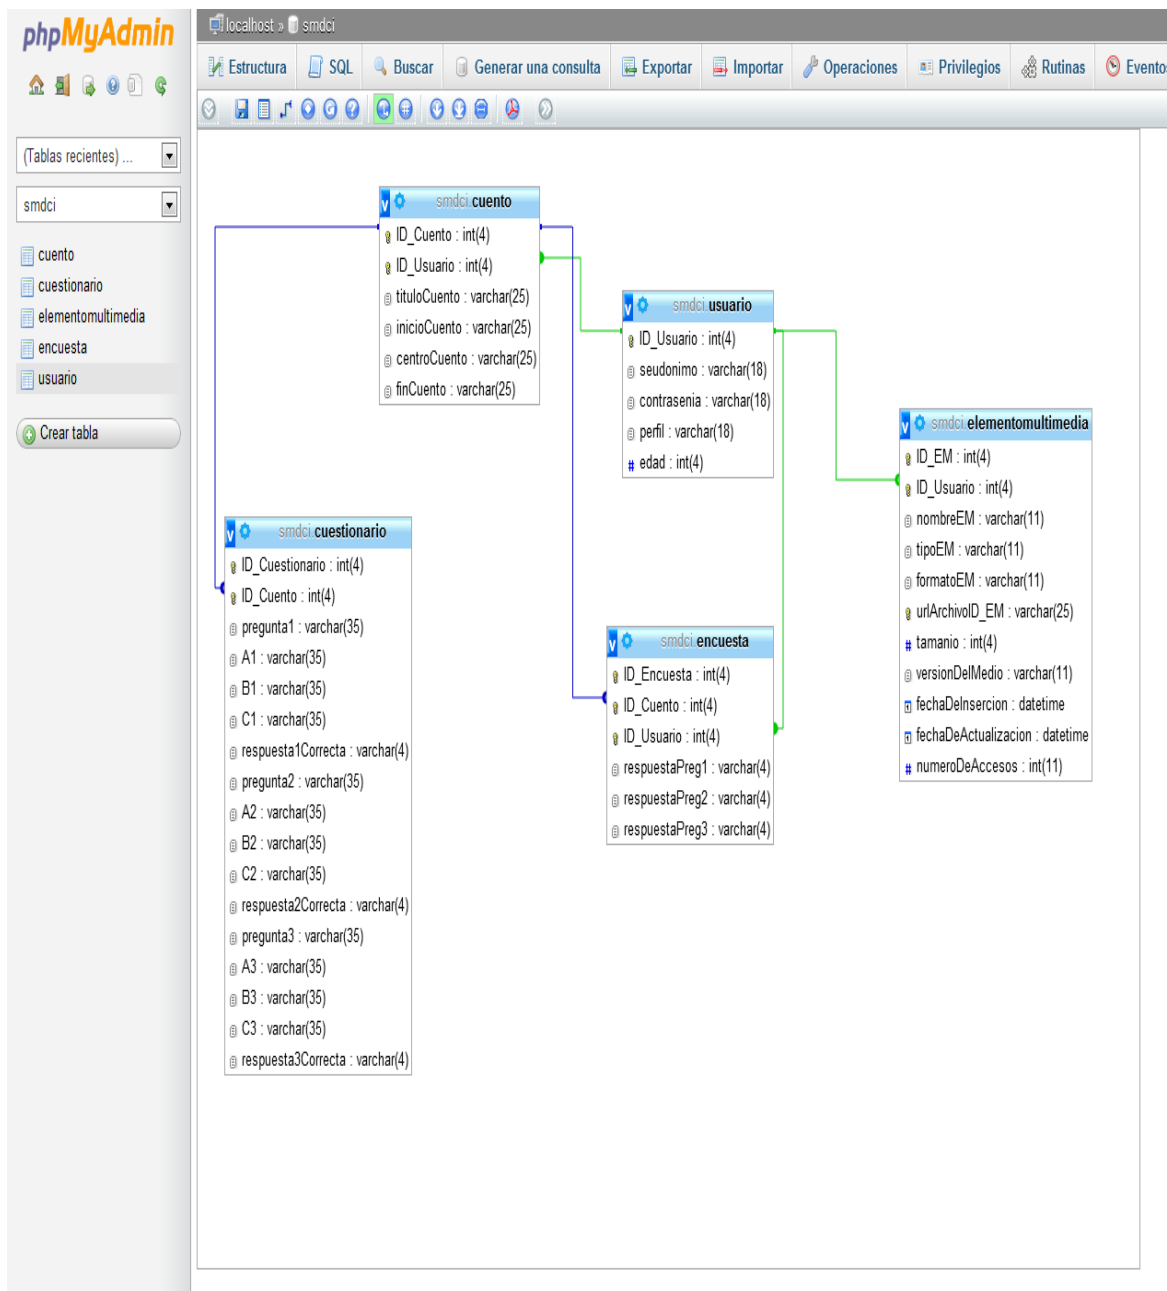 phpMyAdmin
(Tablas recientes) ...
smdci
cuento
cuestionario
elementomultimedia
encuesta
usuario
Crear tabla
localhost » smdci
Estructura SQL Buscar Generar una consulta Exportar Importar Operaciones Privilegios Rutinas Eventos
smdci cuento
ID_Cuento : int(4)
ID_Usuario : int(4)
tituloCuento : varchar(25)
inicioCuento : varchar(25)
centroCuento : varchar(25)
finCuento : varchar(25)
smdci usuario
ID_Usuario : int(4)
seudonimo : varchar(18)
contrasenia : varchar(18)
perfil : varchar(18)
edad : int(4)
smdci elementomultimedia
ID_EM : int(4)
ID_Usuario : int(4)
nombreEM : varchar(11)
tipoEM : varchar(11)
formatoEM : varchar(11)
urlArchivoID_EM : varchar(25)
tamanio : int(4)
versionDelMedio : varchar(11)
fechaDeInsercion : datetime
fechaDeActualizacion : datetime
numeroDeAccesos : int(11)
smdci cuestionario
ID_Cuestionario : int(4)
ID_Cuento : int(4)
pregunta1 : varchar(35)
A1 : varchar(35)
B1 : varchar(35)
C1 : varchar(35)
respuesta1Correcta : varchar(4)
pregunta2 : varchar(35)
A2 : varchar(35)
B2 : varchar(35)
C2 : varchar(35)
respuesta2Correcta : varchar(4)
pregunta3 : varchar(35)
A3 : varchar(35)
B3 : varchar(35)
C3 : varchar(35)
respuesta3Correcta : varchar(4)
smdci encuesta
ID_Encuesta : int(4)
ID_Cuento : int(4)
ID_Usuario : int(4)
respuestaPreg1 : varchar(4)
respuestaPreg2 : varchar(4)
respuestaPreg3 : varchar(4)